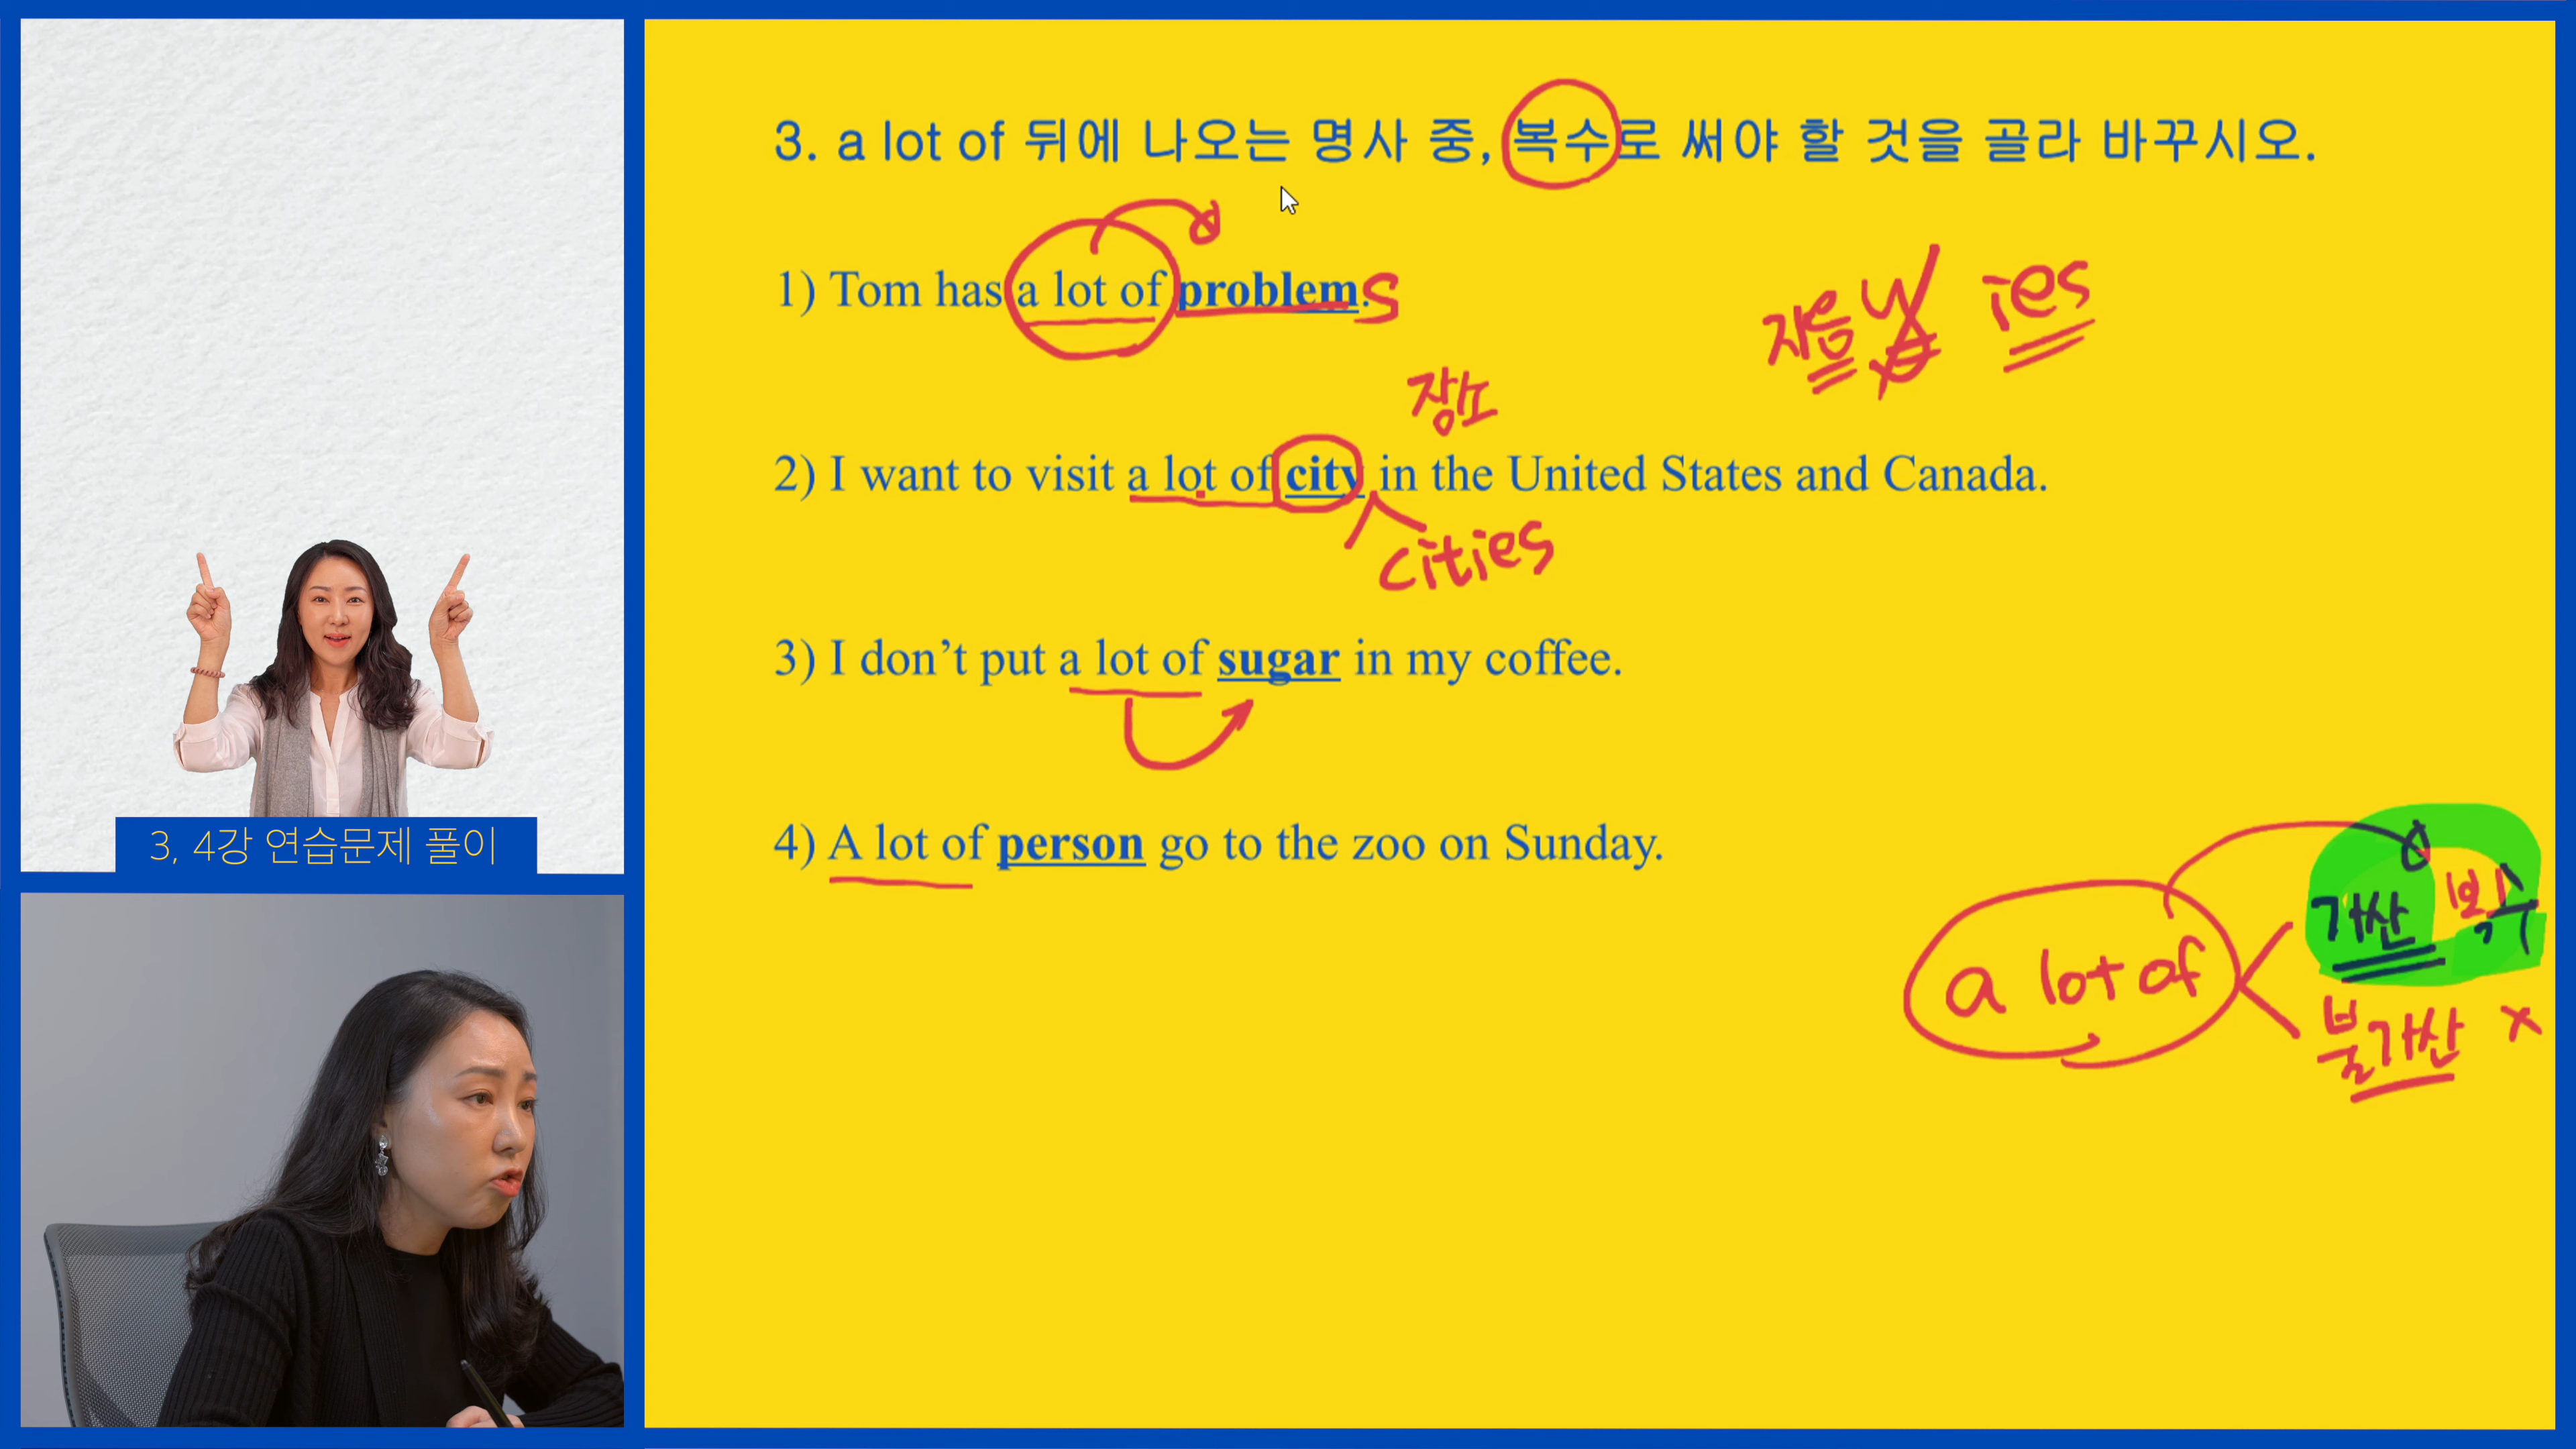 3. a lot of 뒤에 나오는 명사 중, 복수로 써야 할 것을 골라 바꾸시오.
1) Tom has a lot of problem.s
자음 y ies
장소
2) I want to visit a lot of city in the United States and Canada.
cities
3) I don’t put a lot of sugar in my coffee.
4) A lot of person go to the zoo on Sunday.
a lot of
가산 복수
불가산 x
3, 4강 연습문제 풀이